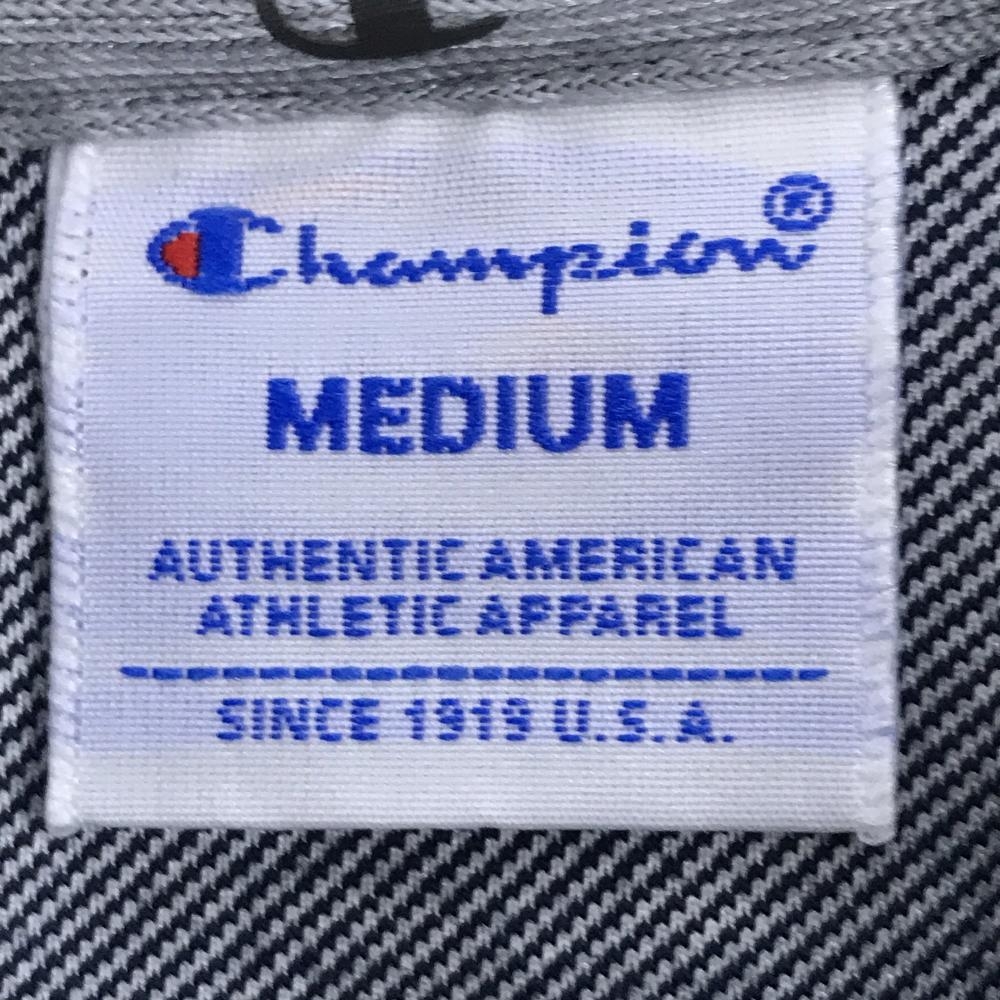 Champion®
MEDIUM
AUTHENTIC AMERICAN
ATHLETIC APPAREL
SINCE 1919 U.S.A.